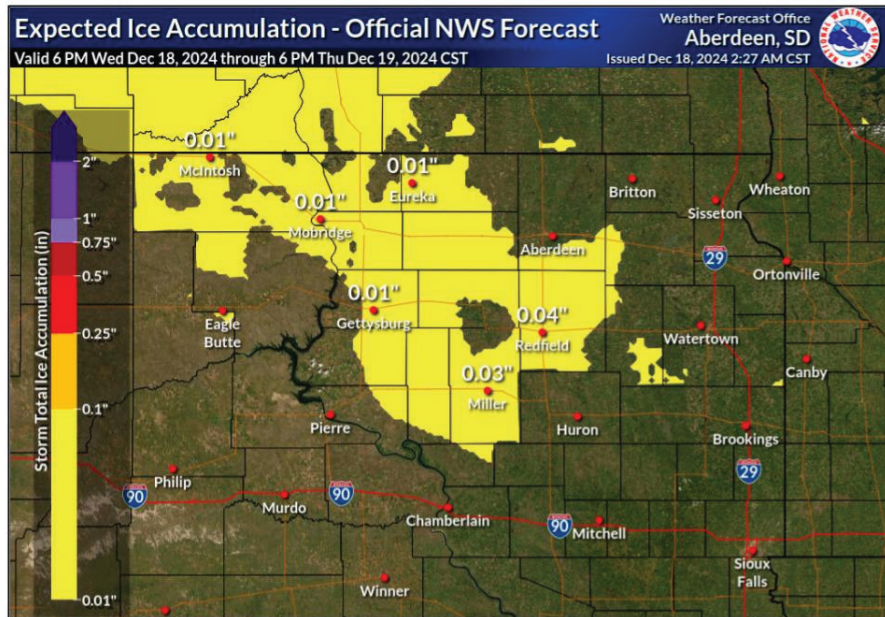 Expected Ice Accumulation - Official NWS Forecast
Valid 6 PM Wed Dec 18, 2024 through 6 PM Thu Dec 19, 2024 CST
Weather Forecast Office
Aberdeen, SD
Issued Dec 18, 2024 2:27 AM CST
NATIONAL WEATHER SERVICE
Storm Total Ice Accumulation (in)
2"
1"
0.75"
0.5"
0.25"
0.1"
0.01"
0.01"
McIntosh
0.01"
Eureka
Britton
Wheaton
Sisseton
0.01"
Mobridge
Aberdeen
29
Ortonville
0.01"
Gettysburg
Eagle
Butte
0.04"
Redfield
Watertown
Canby
0.03"
Miller
Pierre
Huron
Brookings
29
Philip
90
Murdo
90
Chamberlain
90
Mitchell
Sioux
Falls
Winner